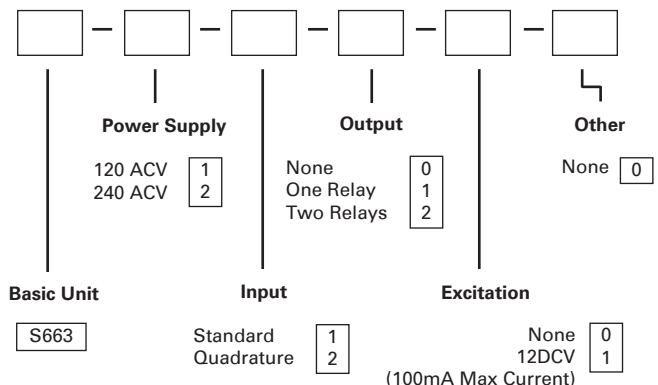 Power Supply
120 ACV 1
240 ACV 2
Output
None 0
One Relay 1
Two Relays 2
Other
None 0
Basic Unit
S663
Input
Standard 1
Quadrature 2
Excitation
None 0
12DCV 1
(100mA Max Current)